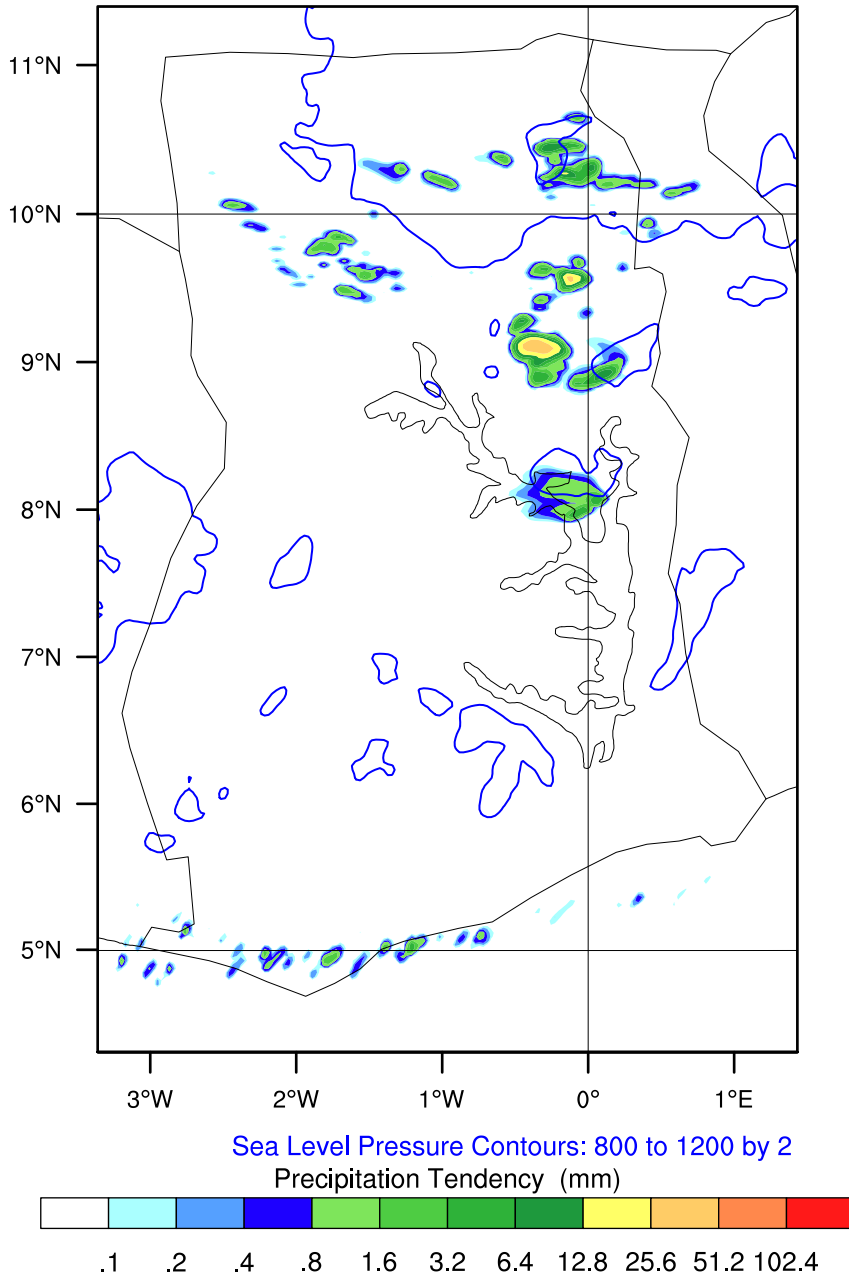 11°N
10°N
9°N
8°N
7°N
6°N
5°N
3°W 2°W 1°W 0° 1°E
Sea Level Pressure Contours: 800 to 1200 by 2
Precipitation Tendency (mm)
.1 .2 .4 .8 1.6 3.2 6.4 12.8 25.6 51.2 102.4